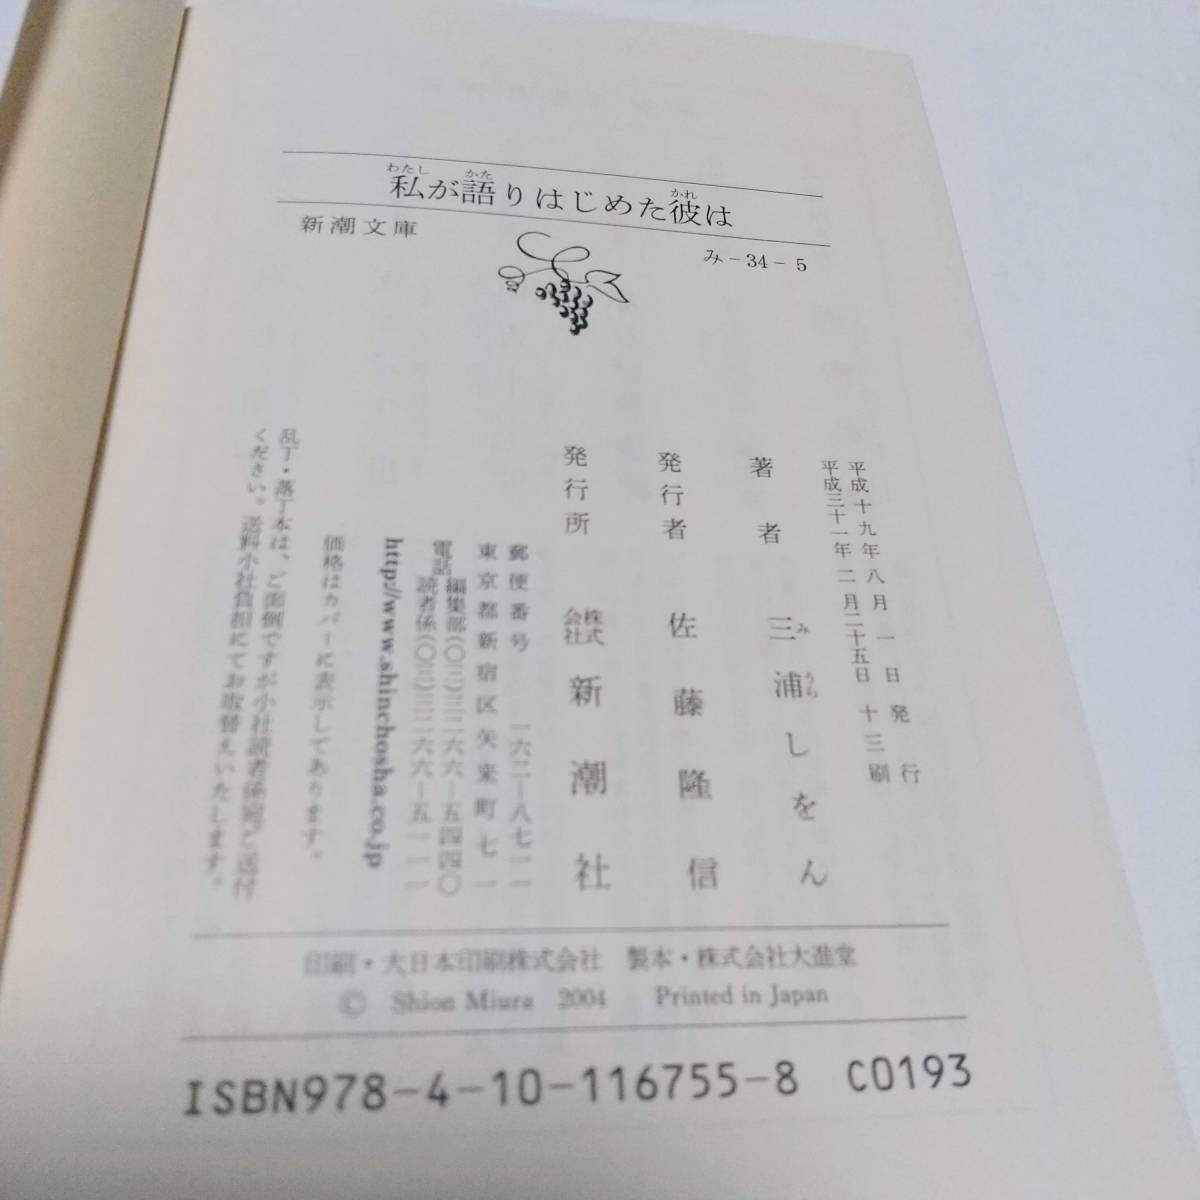 私が語りはじめた彼は
新潮文庫
み-34-5
平成十九年八月一日発行
平成三十一年二月二十五日十三刷
著者 三浦しをん
発行者 佐藤隆信
発行所 株式会社新潮社
郵便番号 一六二-八七一一
東京都新宿区矢来町七一
電話 編集部(〇三)三二六六-五四四〇
読者係(〇三)三二六六-五一一一
http://www.shinchosha.co.jp
価格はカバーに表示してあります。
乱丁・落丁本は、ご面倒ですが小社読者係宛ご送付
ください。送料小社負担にてお取替えいたします。
印刷・大日本印刷株式会社 製本・株式会社大進堂
© Shion Miura 2004 Printed in Japan
ISBN978-4-10-116755-8 C0193